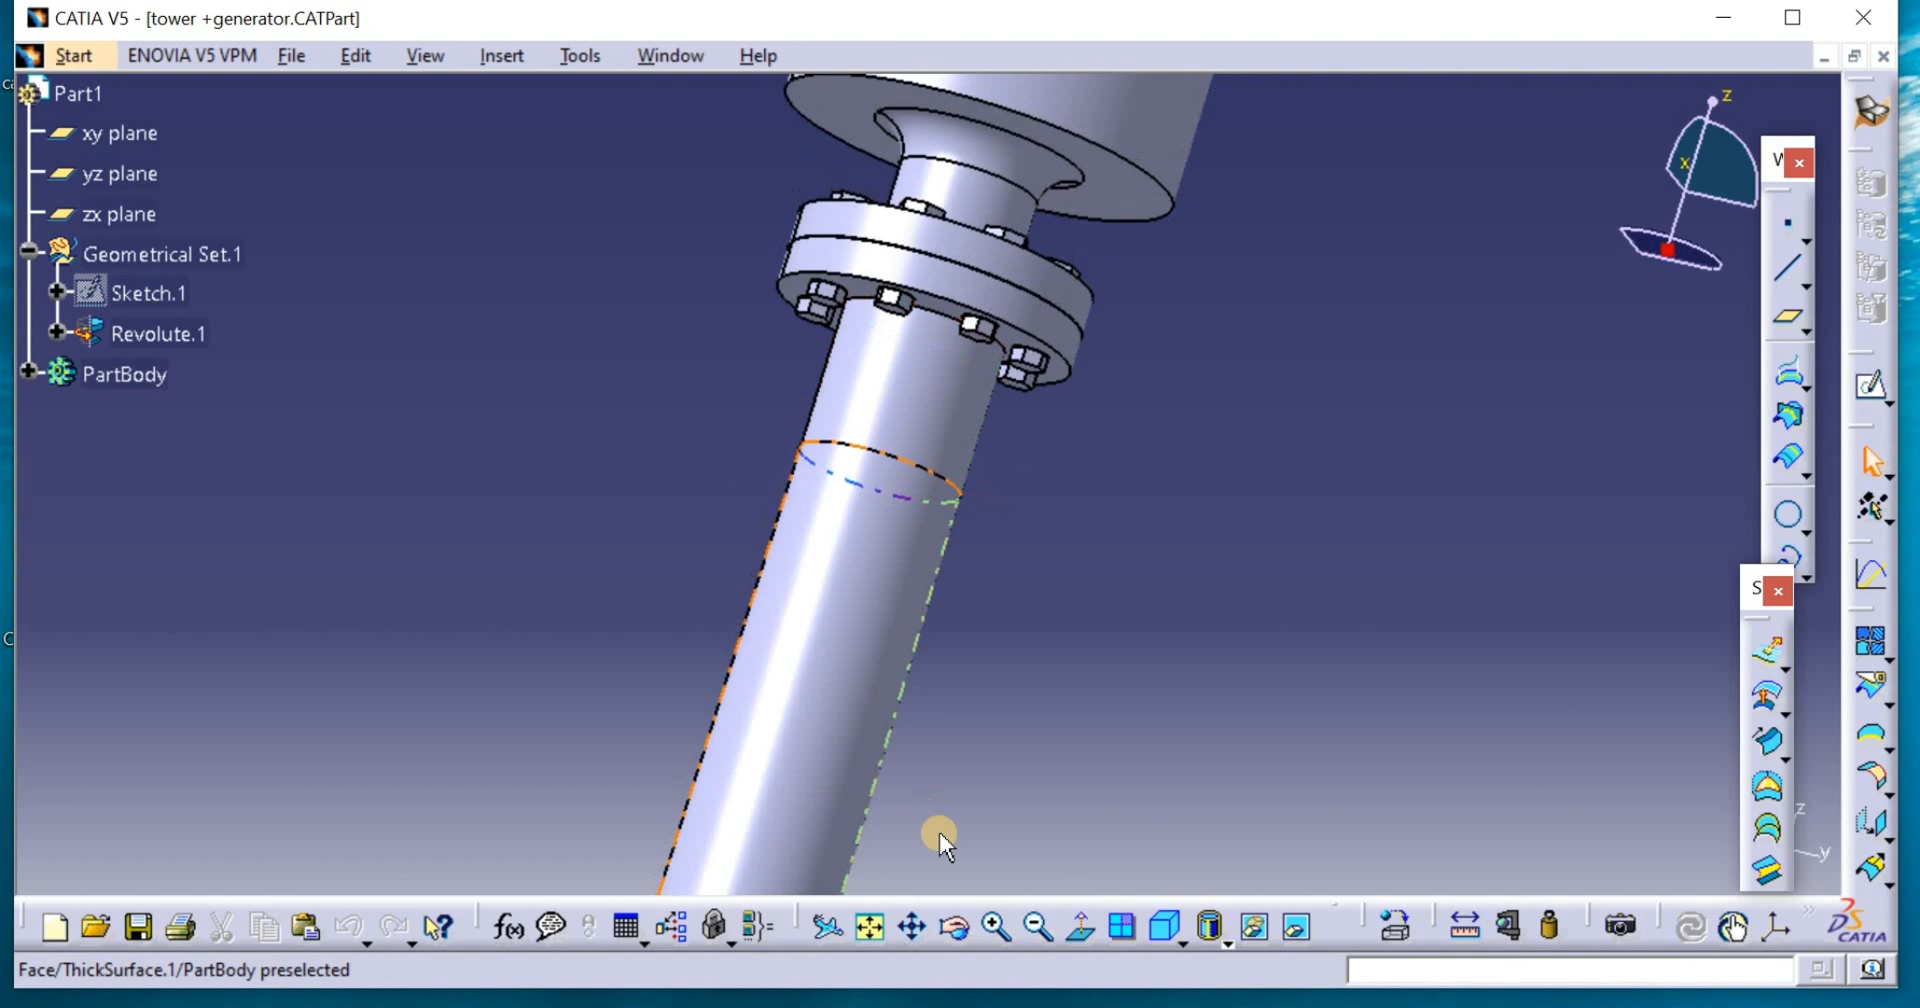 CATIA V5 - [tower +generator.CATPart]
Start ENOVIA V5 VPM File Edit View Insert Tools Window Help
Part1
xy plane
yz plane
zx plane
Geometrical Set.1
Sketch.1
Revolute.1
PartBody
z
x
S
z
y
f(x)
CATIA
Face/ThickSurface.1/PartBody preselected